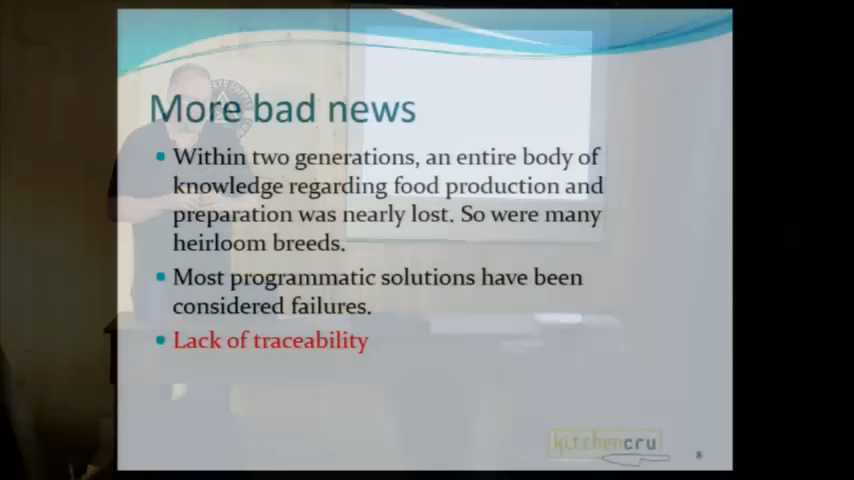 More bad news
Within two generations, an entire body of
knowledge regarding food production and
preparation was nearly lost. So were many
heirloom breeds.
Most programmatic solutions have been
considered failures.
Lack of traceability
kitchencru
8